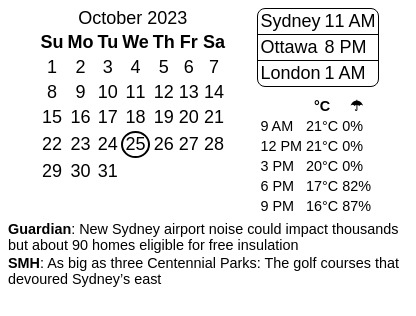 October 2023
Su Mo Tu We Th Fr Sa
1 2 3 4 5 6 7
8 9 10 11 12 13 14
15 16 17 18 19 20 21
22 23 24 25 26 27 28
29 30 31
Sydney 11 AM
Ottawa 8 PM
London 1 AM
°C ☂
9 AM 21°C 0%
12 PM 21°C 0%
3 PM 20°C 0%
6 PM 17°C 82%
9 PM 16°C 87%
Guardian: New Sydney airport noise could impact thousands
but about 90 homes eligible for free insulation
SMH: As big as three Centennial Parks: The golf courses that
devoured Sydney’s east